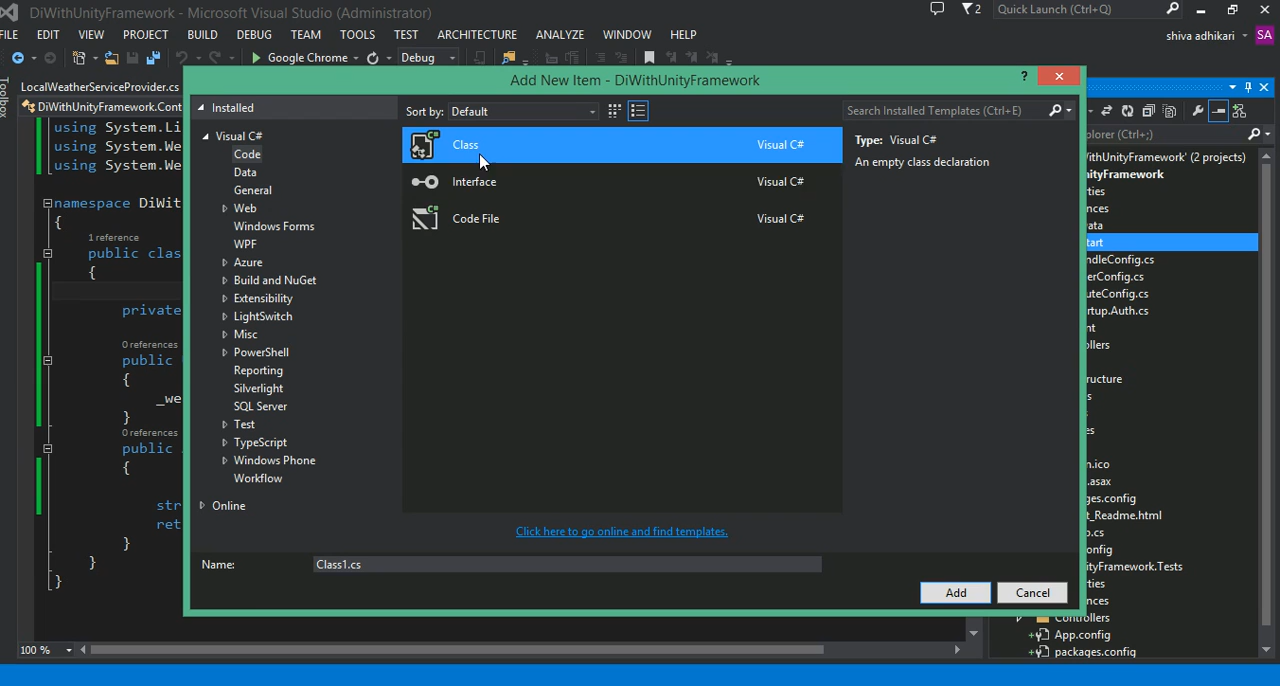 DiWithUnityFramework - Microsoft Visual Studio (Administrator)
Quick Launch (Ctrl+Q)
2
FILE EDIT VIEW PROJECT BUILD DEBUG TEAM TOOLS TEST ARCHITECTURE ANALYZE WINDOW HELP
shiva adhikari SA
Google Chrome Debug
Toolbox
LocalWeatherServiceProvider.cs
DiWithUnityFramework.Cont
using System.Li
using System.We
using System.We
namespace DiWit
{
1 reference
public clas
{
private
0 references
public
{
_we
}
0 references
public
{
str
ret
}
}
}
100 %
Add New Item - DiWithUnityFramework
?
Installed
Visual C#
Code
Data
General
Web
Windows Forms
WPF
Azure
Build and NuGet
Extensibility
LightSwitch
Misc
PowerShell
Reporting
Silverlight
SQL Server
Test
TypeScript
Windows Phone
Workflow
Online
Sort by: Default
Class Visual C#
Interface Visual C#
Code File Visual C#
Click here to go online and find templates.
Search Installed Templates (Ctrl+E)
Type: Visual C#
An empty class declaration
Name: Class1.cs
Add Cancel
plorer (Ctrl+;)
ithUnityFramework' (2 projects)
ityFramework
ties
nces
ata
tart
ndleConfig.cs
erConfig.cs
uteConfig.cs
rtup.Auth.cs
nt
llers
ructure
s
es
n.ico
.asax
ges.config
t_Readme.html
p.cs
onfig
ityFramework.Tests
ties
nces
Controllers
App.config
packages.config